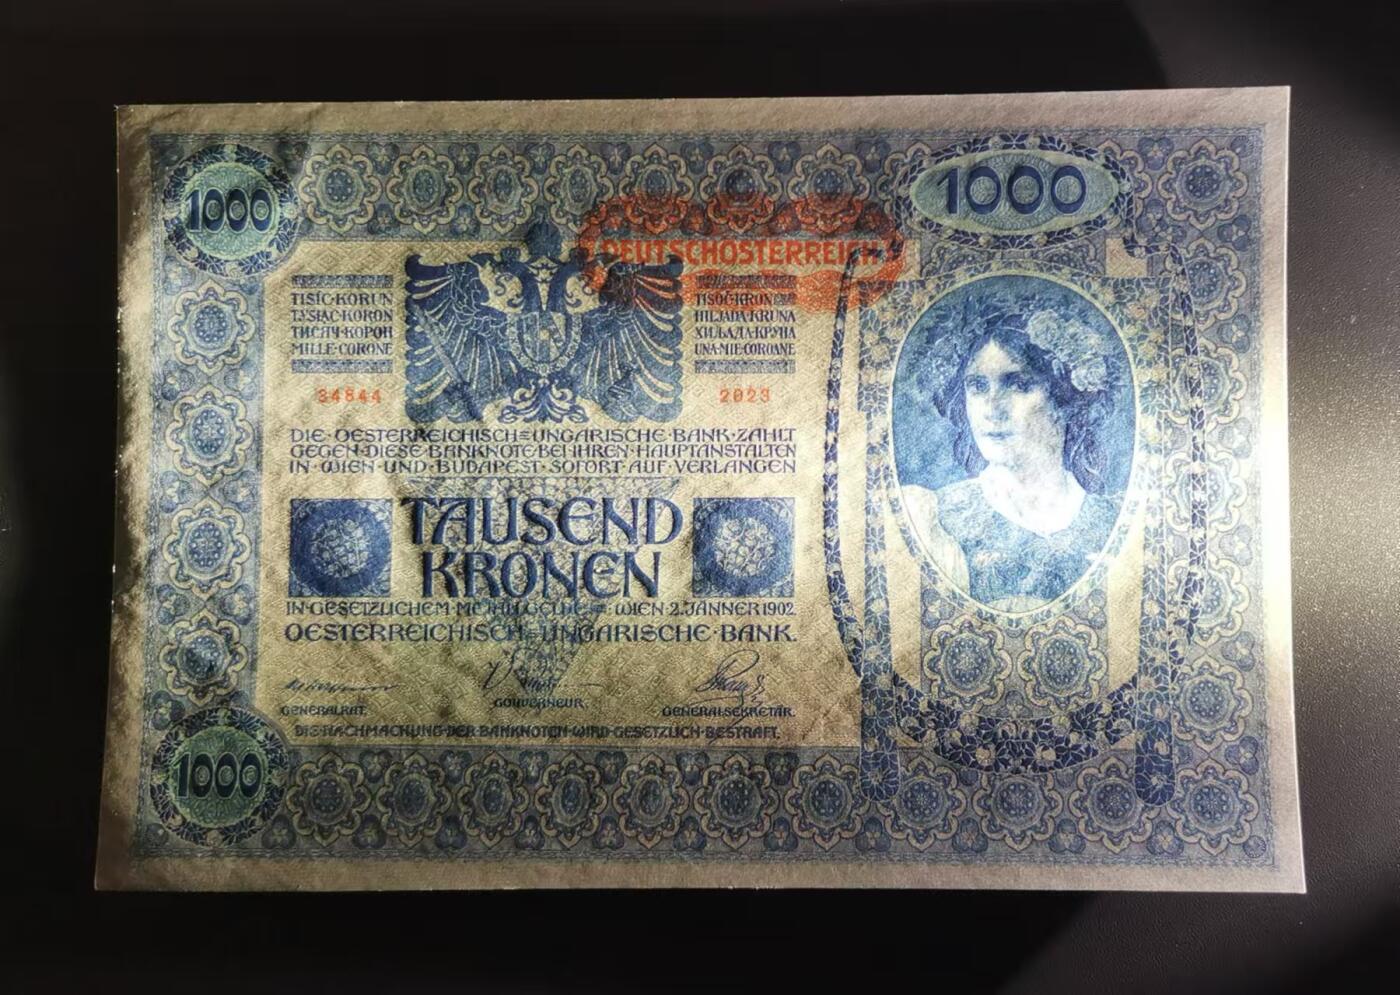 1000
1000
DEUTSCHÖSTERREICH
TISÍC·KORUN
TYSIĄC·KORON
ТИСЯЧ·КОРОН
MILLE·CORONE
TISOČ·KRON
HILJADA·KRUNA
ХИЉАДА·КРУНА
UNA·MIE·COROANE
34844
2023
DIE·OESTERREICHISCH=UNGARISCHE·BANK·ZAHLT
GEGEN·DIESE·BANKNOTE·BEI·IHREN·HAUPTANSTALTEN
IN·WIEN·UND·BUDAPEST·SOFORT·AUF·VERLANGEN
TAUSEND
KRONEN
IN·GESETZLICHEM·METALLGELDE=:WIEN·2.JÄNNER 1902.
OESTERREICHISCH=UNGARISCHE·BANK.
GENERALRAT.
GOUVERNEUR.
GENERALSEKRETÄR.
DIE·NACHMACHUNG·DER·BANKNOTEN·WIRD·GESETZLICH·BESTRAFT.
1000